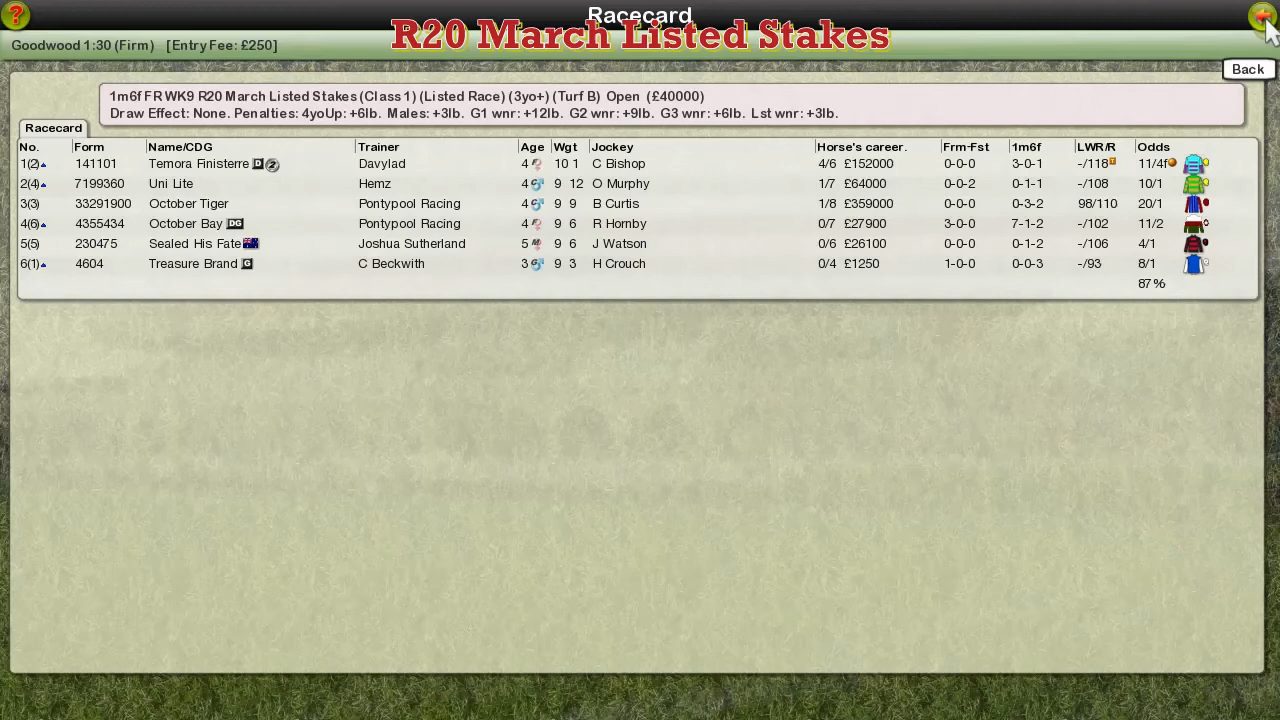 Racecard
R20 March Listed Stakes
Goodwood 1:30 (Firm) [Entry Fee: £250]
Back
1m6f FR WK9 R20 March Listed Stakes (Class 1) (Listed Race) (3yo+) (Turf B) Open (£40000)
Draw Effect: None. Penalties: 4yoUp: +6lb. Males: +3lb. G1 wnr: +12lb. G2 wnr: +9lb. G3 wnr: +6lb. Lst wnr: +3lb.
Racecard
No. Form Name/CDG Trainer Age Wgt Jockey Horse's career. Frm-Fst 1m6f LWR/R Odds
1(2) 141101 Temora Finisterre D 2 Davylad 4 10 1 C Bishop 4/6 £152000 0-0-0 3-0-1 -/118 T 11/4f
2(4) 7199360 Uni Lite Hemz 4 9 12 O Murphy 1/7 £64000 0-0-2 0-1-1 -/108 10/1
3(3) 33291900 October Tiger Pontypool Racing 4 9 9 B Curtis 1/8 £359000 0-0-0 0-3-2 98/110 20/1
4(6) 4355434 October Bay DG Pontypool Racing 4 9 6 R Hornby 0/7 £27900 3-0-0 7-1-2 -/102 11/2
5(5) 230475 Sealed His Fate Joshua Sutherland 5 9 6 J Watson 0/6 £26100 0-0-0 0-1-2 -/106 4/1
6(1) 4604 Treasure Brand G C Beckwith 3 9 3 H Crouch 0/4 £1250 1-0-0 0-0-3 -/93 8/1
87%